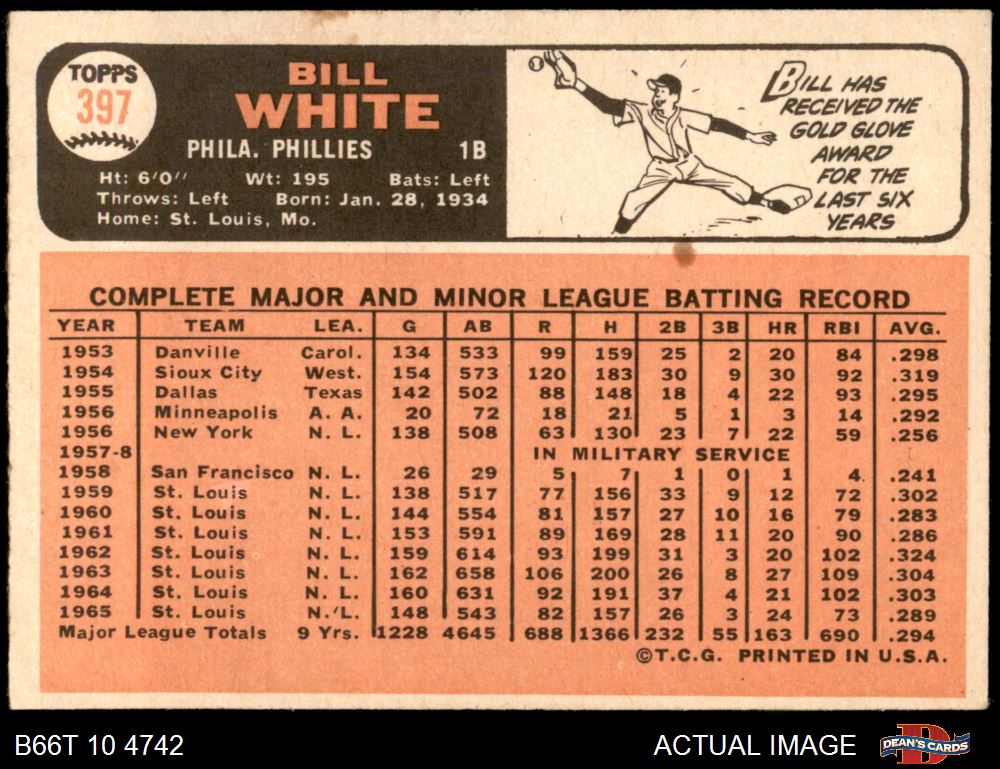 TOPPS
397
BILL
WHITE
PHILA. PHILLIES 1B
Ht: 6'0" Wt: 195 Bats: Left
Throws: Left Born: Jan. 28, 1934
Home: St. Louis, Mo.
BILL HAS
RECEIVED THE
GOLD GLOVE
AWARD
FOR THE
LAST SIX
YEARS
COMPLETE MAJOR AND MINOR LEAGUE BATTING RECORD
YEAR TEAM LEA. G AB R H 2B 3B HR RBI AVG.
1953 Danville Carol. 134 533 99 159 25 2 20 84 .298
1954 Sioux City West. 154 573 120 183 30 9 30 92 .319
1955 Dallas Texas 142 502 88 148 18 4 22 93 .295
1956 Minneapolis A. A. 20 72 18 21 5 1 3 14 .292
1956 New York N. L. 138 508 63 130 23 7 22 59 .256
1957-8 IN MILITARY SERVICE
1958 San Francisco N. L. 26 29 5 7 1 0 1 4 .241
1959 St. Louis N. L. 138 517 77 156 33 9 12 72 .302
1960 St. Louis N. L. 144 554 81 157 27 10 16 79 .283
1961 St. Louis N. L. 153 591 89 169 28 11 20 90 .286
1962 St. Louis N. L. 159 614 93 199 31 3 20 102 .324
1963 St. Louis N. L. 162 658 106 200 26 8 27 109 .304
1964 St. Louis N. L. 160 631 92 191 37 4 21 102 .303
1965 St. Louis N. L. 148 543 82 157 26 3 24 73 .289
Major League Totals 9 Yrs. 1228 4645 688 1366 232 55 163 690 .294
©T.C.G. PRINTED IN U.S.A.
B66T 10 4742 ACTUAL IMAGE DEAN'S CARDS